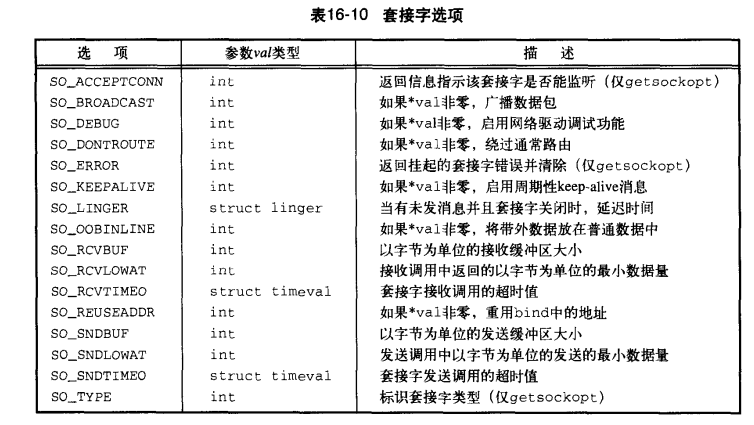 表16-10 套接字选项
选 项 参数val类型 描 述
SO_ACCEPTCONN int 返回信息指示该套接字是否能监听（仅getsockopt）
SO_BROADCAST int 如果*val非零，广播数据包
SO_DEBUG int 如果*val非零，启用网络驱动调试功能
SO_DONTROUTE int 如果*val非零，绕过通常路由
SO_ERROR int 返回挂起的套接字错误并清除（仅getsockopt）
SO_KEEPALIVE int 如果*val非零，启用周期性keep-alive消息
SO_LINGER struct linger 当有未发消息并且套接字关闭时，延迟时间
SO_OOBINLINE int 如果*val非零，将带外数据放在普通数据中
SO_RCVBUF int 以字节为单位的接收缓冲区大小
SO_RCVLOWAT int 接收调用中返回的以字节为单位的最小数据量
SO_RCVTIMEO struct timeval 套接字接收调用的超时值
SO_REUSEADDR int 如果*val非零，重用bind中的地址
SO_SNDBUF int 以字节为单位的发送缓冲区大小
SO_SNDLOWAT int 发送调用中以字节为单位的发送的最小数据量
SO_SNDTIMEO struct timeval 套接字发送调用的超时值
SO_TYPE int 标识套接字类型（仅getsockopt）